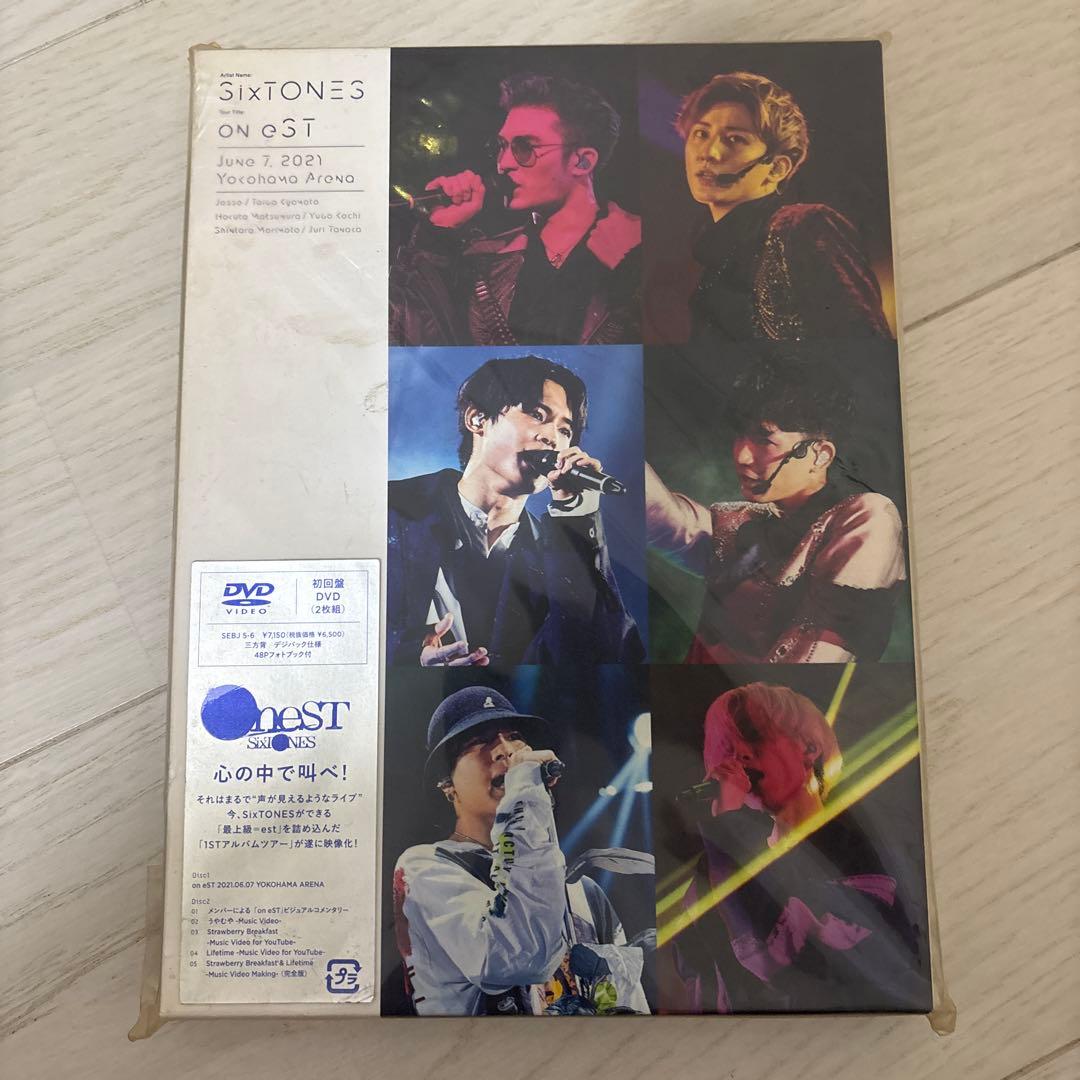 Artist Name:
SixTONES
Tour Title:
on eST
June 7, 2021
Yokohama Arena
Jesse / Taiga Kyomoto
Hokuto Matsumura / Yugo Kochi
Shintaro Morimoto / Juri Tanaka
DVD
VIDEO
初回盤
DVD
(2枚組)
SEBJ 5-6 ¥7,150(税抜価格 ¥6,500)
三方背／デジパック仕様
48Pフォトブック付
oneST
SixTONES
心の中で叫べ!
それはまるで“声が見えるようなライブ”
今、SixTONESができる
「最上級=est」を詰め込んだ
「1STアルバムツアー」が遂に映像化!
Disc1
on eST 2021.06.07 YOKOHAMA ARENA
Disc2
01 メンバーによる「on eST」ビジュアルコメンタリー
02 うやむや -Music Video-
03 Strawberry Breakfast
-Music Video for YouTube-
04 Lifetime -Music Video for YouTube-
05 Strawberry Breakfast & Lifetime
-Music Video Making- (完全版)
プラ